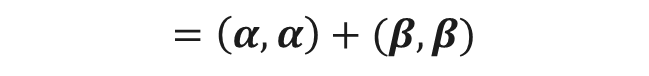 = (α, α) + (β, β)